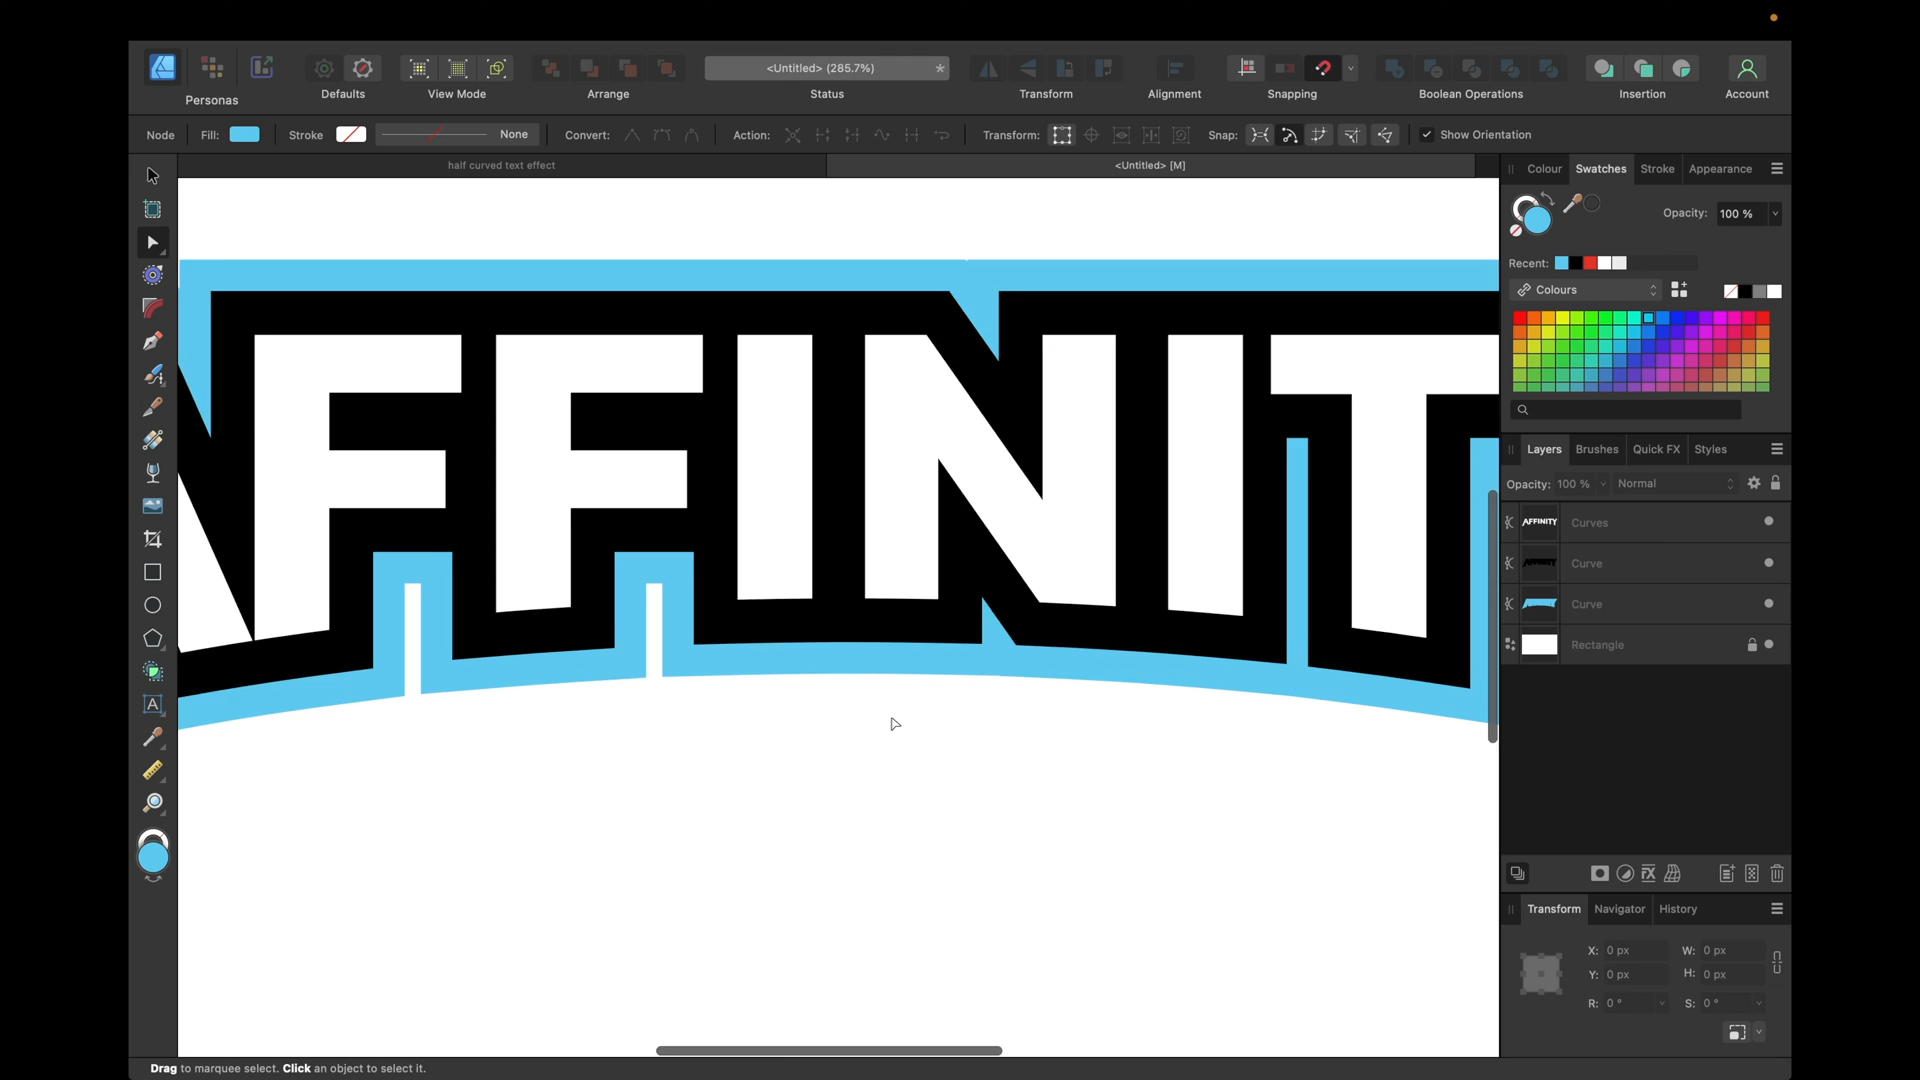 <Untitled> (285.7%)
*
Personas
Defaults
View Mode
Arrange
Status
Transform
Alignment
Snapping
Boolean Operations
Insertion
Account
Node
Fill:
Stroke
None
Convert:
Action:
Transform:
Snap:
Show Orientation
half curved text effect
<Untitled> [M]
AFFINIT
Colour
Swatches
Stroke
Appearance
Opacity:
100 %
Recent:
Colours
Layers
Brushes
Quick FX
Styles
Opacity:
100 %
Normal
AFFINITY
Curves
Curve
Curve
Rectangle
Transform
Navigator
History
X: 0 px
W: 0 px
Y: 0 px
H: 0 px
R: 0 °
S: 0 °
A
Drag to marquee select. Click an object to select it.